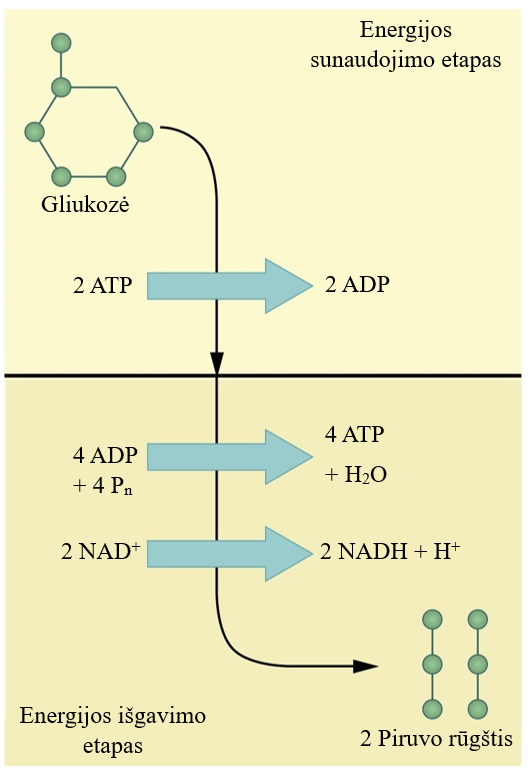 Energijos
sunaudojimo etapas
Gliukozė
2 ATP
2 ADP
4 ADP
+ 4 Pₙ
4 ATP
+ H₂O
2 NAD⁺
2 NADH + H⁺
Energijos išgavimo
etapas
2 Piruvo rūgštis